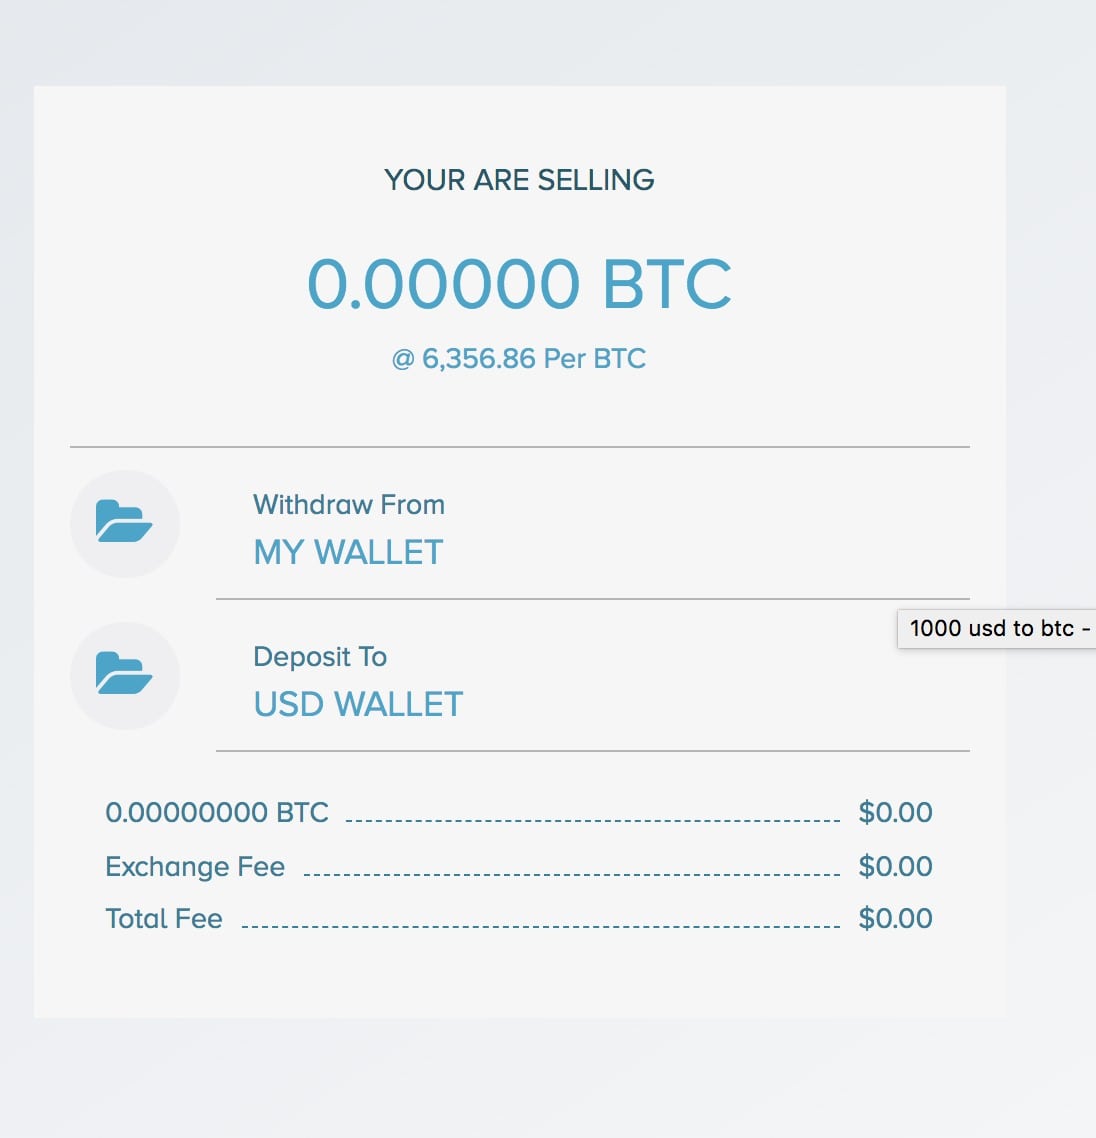 YOUR ARE SELLING
0.00000 BTC
@ 6,356.86 Per BTC
Withdraw From
MY WALLET
1000 usd to btc -
Deposit To
USD WALLET
0.00000000 BTC $0.00
Exchange Fee $0.00
Total Fee $0.00